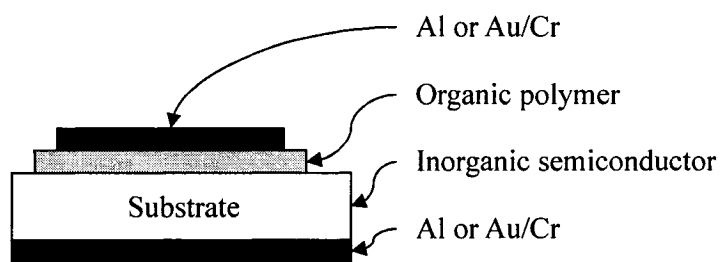 Al or Au/Cr
Organic polymer
Inorganic semiconductor
Substrate
Al or Au/Cr